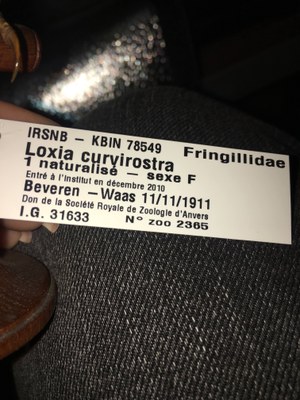 IRSNB – KBIN 78549 Fringillidae
Loxia curvirostra
1 naturalisé – sexe F
Entré à l'Institut en décembre 2010
Beveren –Waas 11/11/1911
Don de la Société Royale de Zoologie d'Anvers
I.G. 31633 N° zoo 2365